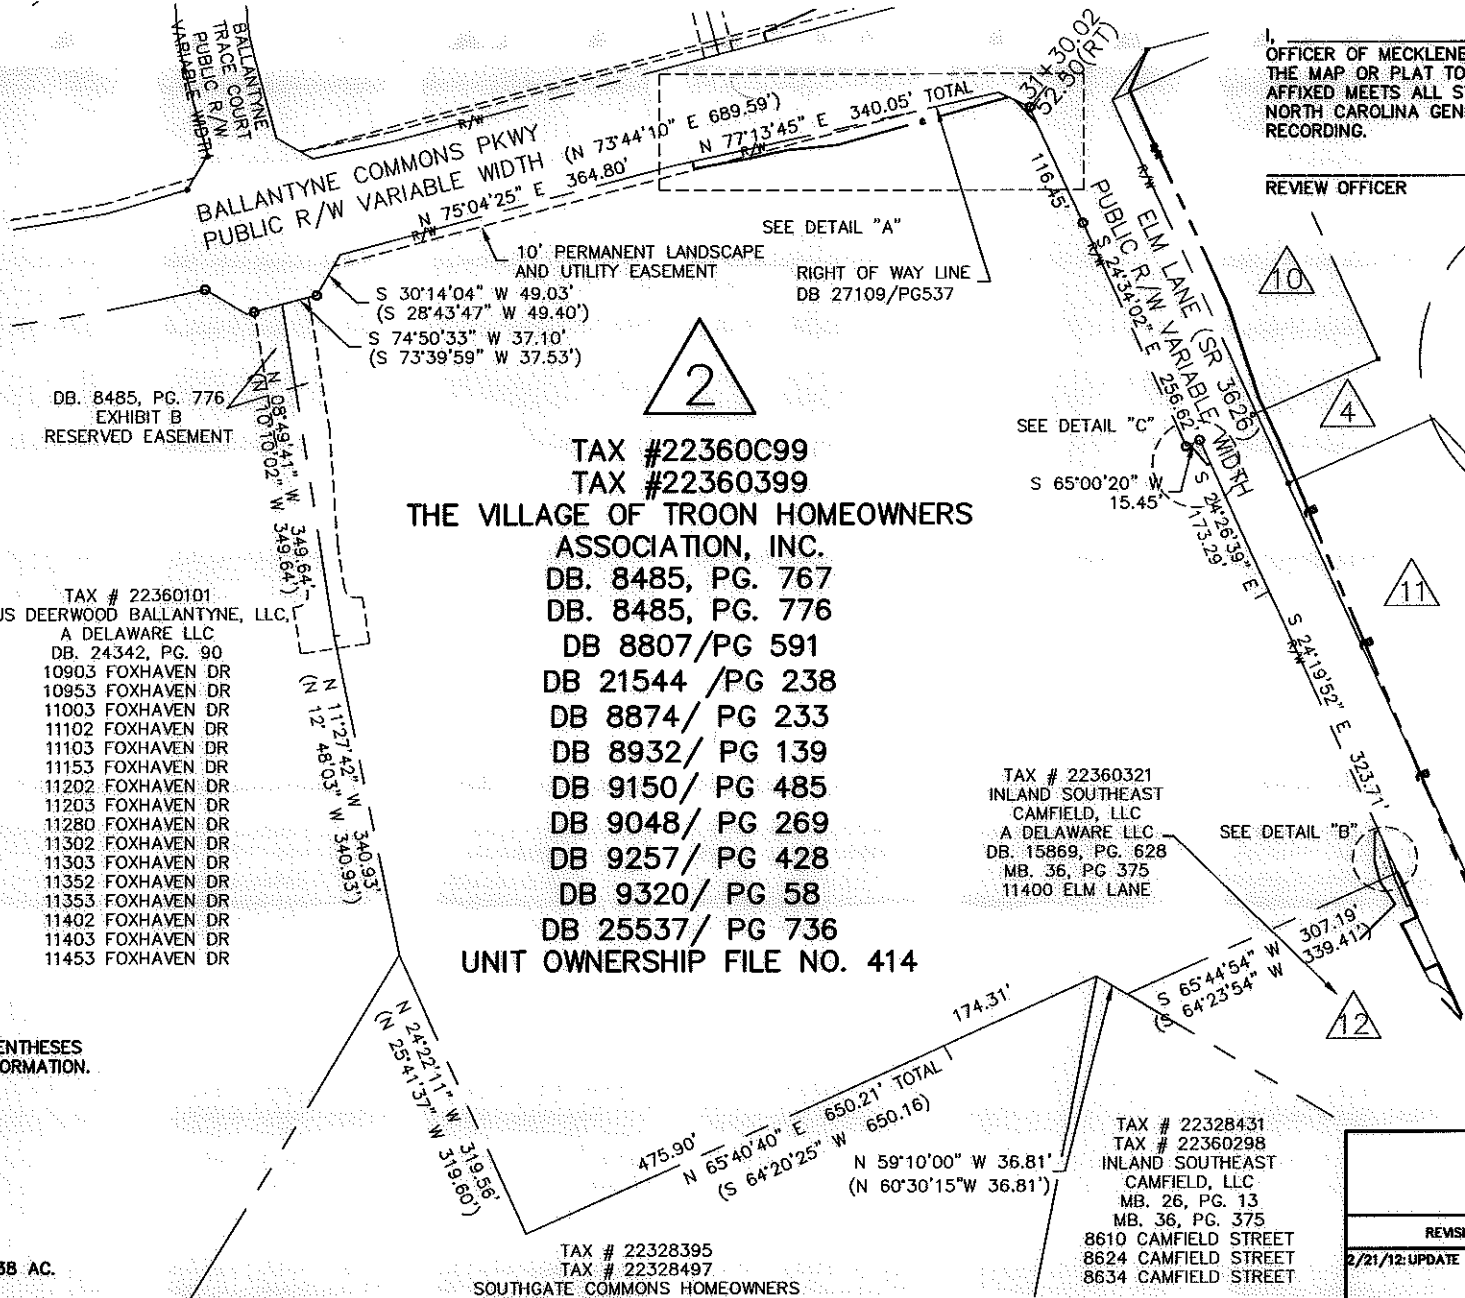 BALLANTYNE
TRACE COURT
PUBLIC R/W
VARIABLE WIDTH
BALLANTYNE COMMONS PKWY
PUBLIC R/W VARIABLE WIDTH
(N 73°44'10" E 689.59')
N 75°04'25" E 364.80'
N 77°13'45" E 340.05' TOTAL
R/W
R/W
R/W
31+30.02
52.50(RT)
I,
OFFICER OF MECKLENB
THE MAP OR PLAT TO
AFFIXED MEETS ALL S
NORTH CAROLINA GEN
RECORDING.
REVIEW OFFICER
SEE DETAIL "A"
10' PERMANENT LANDSCAPE
AND UTILITY EASEMENT
RIGHT OF WAY LINE
DB 27109/PG537
S 30°14'04" W 49.03'
(S 28°43'47" W 49.40')
S 74°50'33" W 37.10'
(S 73°39'59" W 37.53')
116.45'
R/W
S 24°34'02" E 256.62'
ELM LANE (SR 3626)
PUBLIC R/W VARIABLE WIDTH
R/W
10
4
11
SEE DETAIL "C"
S 65°00'20" W
15.45'
S 24°26'39" E
173.29'
S 24°19'52" E 323.71'
R/W
DB. 8485, PG. 776
EXHIBIT B
RESERVED EASEMENT
N 08°49'41" W 349.64'
(N 10°10'02" W 349.64')
2
TAX #22360C99
TAX #22360399
THE VILLAGE OF TROON HOMEOWNERS
ASSOCIATION, INC.
DB. 8485, PG. 767
DB. 8485, PG. 776
DB 8807/PG 591
DB 21544 /PG 238
DB 8874/ PG 233
DB 8932/ PG 139
DB 9150/ PG 485
DB 9048/ PG 269
DB 9257/ PG 428
DB 9320/ PG 58
DB 25537/ PG 736
UNIT OWNERSHIP FILE NO. 414
TAX # 22360101
US DEERWOOD BALLANTYNE, LLC,
A DELAWARE LLC
DB. 24342, PG. 90
10903 FOXHAVEN DR
10953 FOXHAVEN DR
11003 FOXHAVEN DR
11102 FOXHAVEN DR
11103 FOXHAVEN DR
11153 FOXHAVEN DR
11202 FOXHAVEN DR
11203 FOXHAVEN DR
11280 FOXHAVEN DR
11302 FOXHAVEN DR
11303 FOXHAVEN DR
11352 FOXHAVEN DR
11353 FOXHAVEN DR
11402 FOXHAVEN DR
11403 FOXHAVEN DR
11453 FOXHAVEN DR
N 11°27'42" W 340.93'
(N 12° 48'03" W 340.93')
TAX # 22360321
INLAND SOUTHEAST
CAMFIELD, LLC
A DELAWARE LLC
DB. 15869, PG. 628
MB. 36, PG 375
11400 ELM LANE
SEE DETAIL "B"
S 65°44'54" W 307.19'
(S 64°23'54" W 339.41')
12
ENTHESES
ORMATION.
N 24°22'11" W 319.56'
(N 25°41'37" W 319.60')
174.31'
475.90'
N 65°40'40" E 650.21' TOTAL
(S 64°20'25" W 650.16)
N 59°10'00" W 36.81'
(N 60°30'15"W 36.81')
TAX # 22328431
TAX # 22360298
INLAND SOUTHEAST
CAMFIELD, LLC
MB. 26, PG. 13
MB. 36, PG. 375
8610 CAMFIELD STREET
8624 CAMFIELD STREET
8634 CAMFIELD STREET
TAX # 22328395
TAX # 22328497
SOUTHGATE COMMONS HOMEOWNERS
58 AC.
REVISI
2/21/12: UPDATE